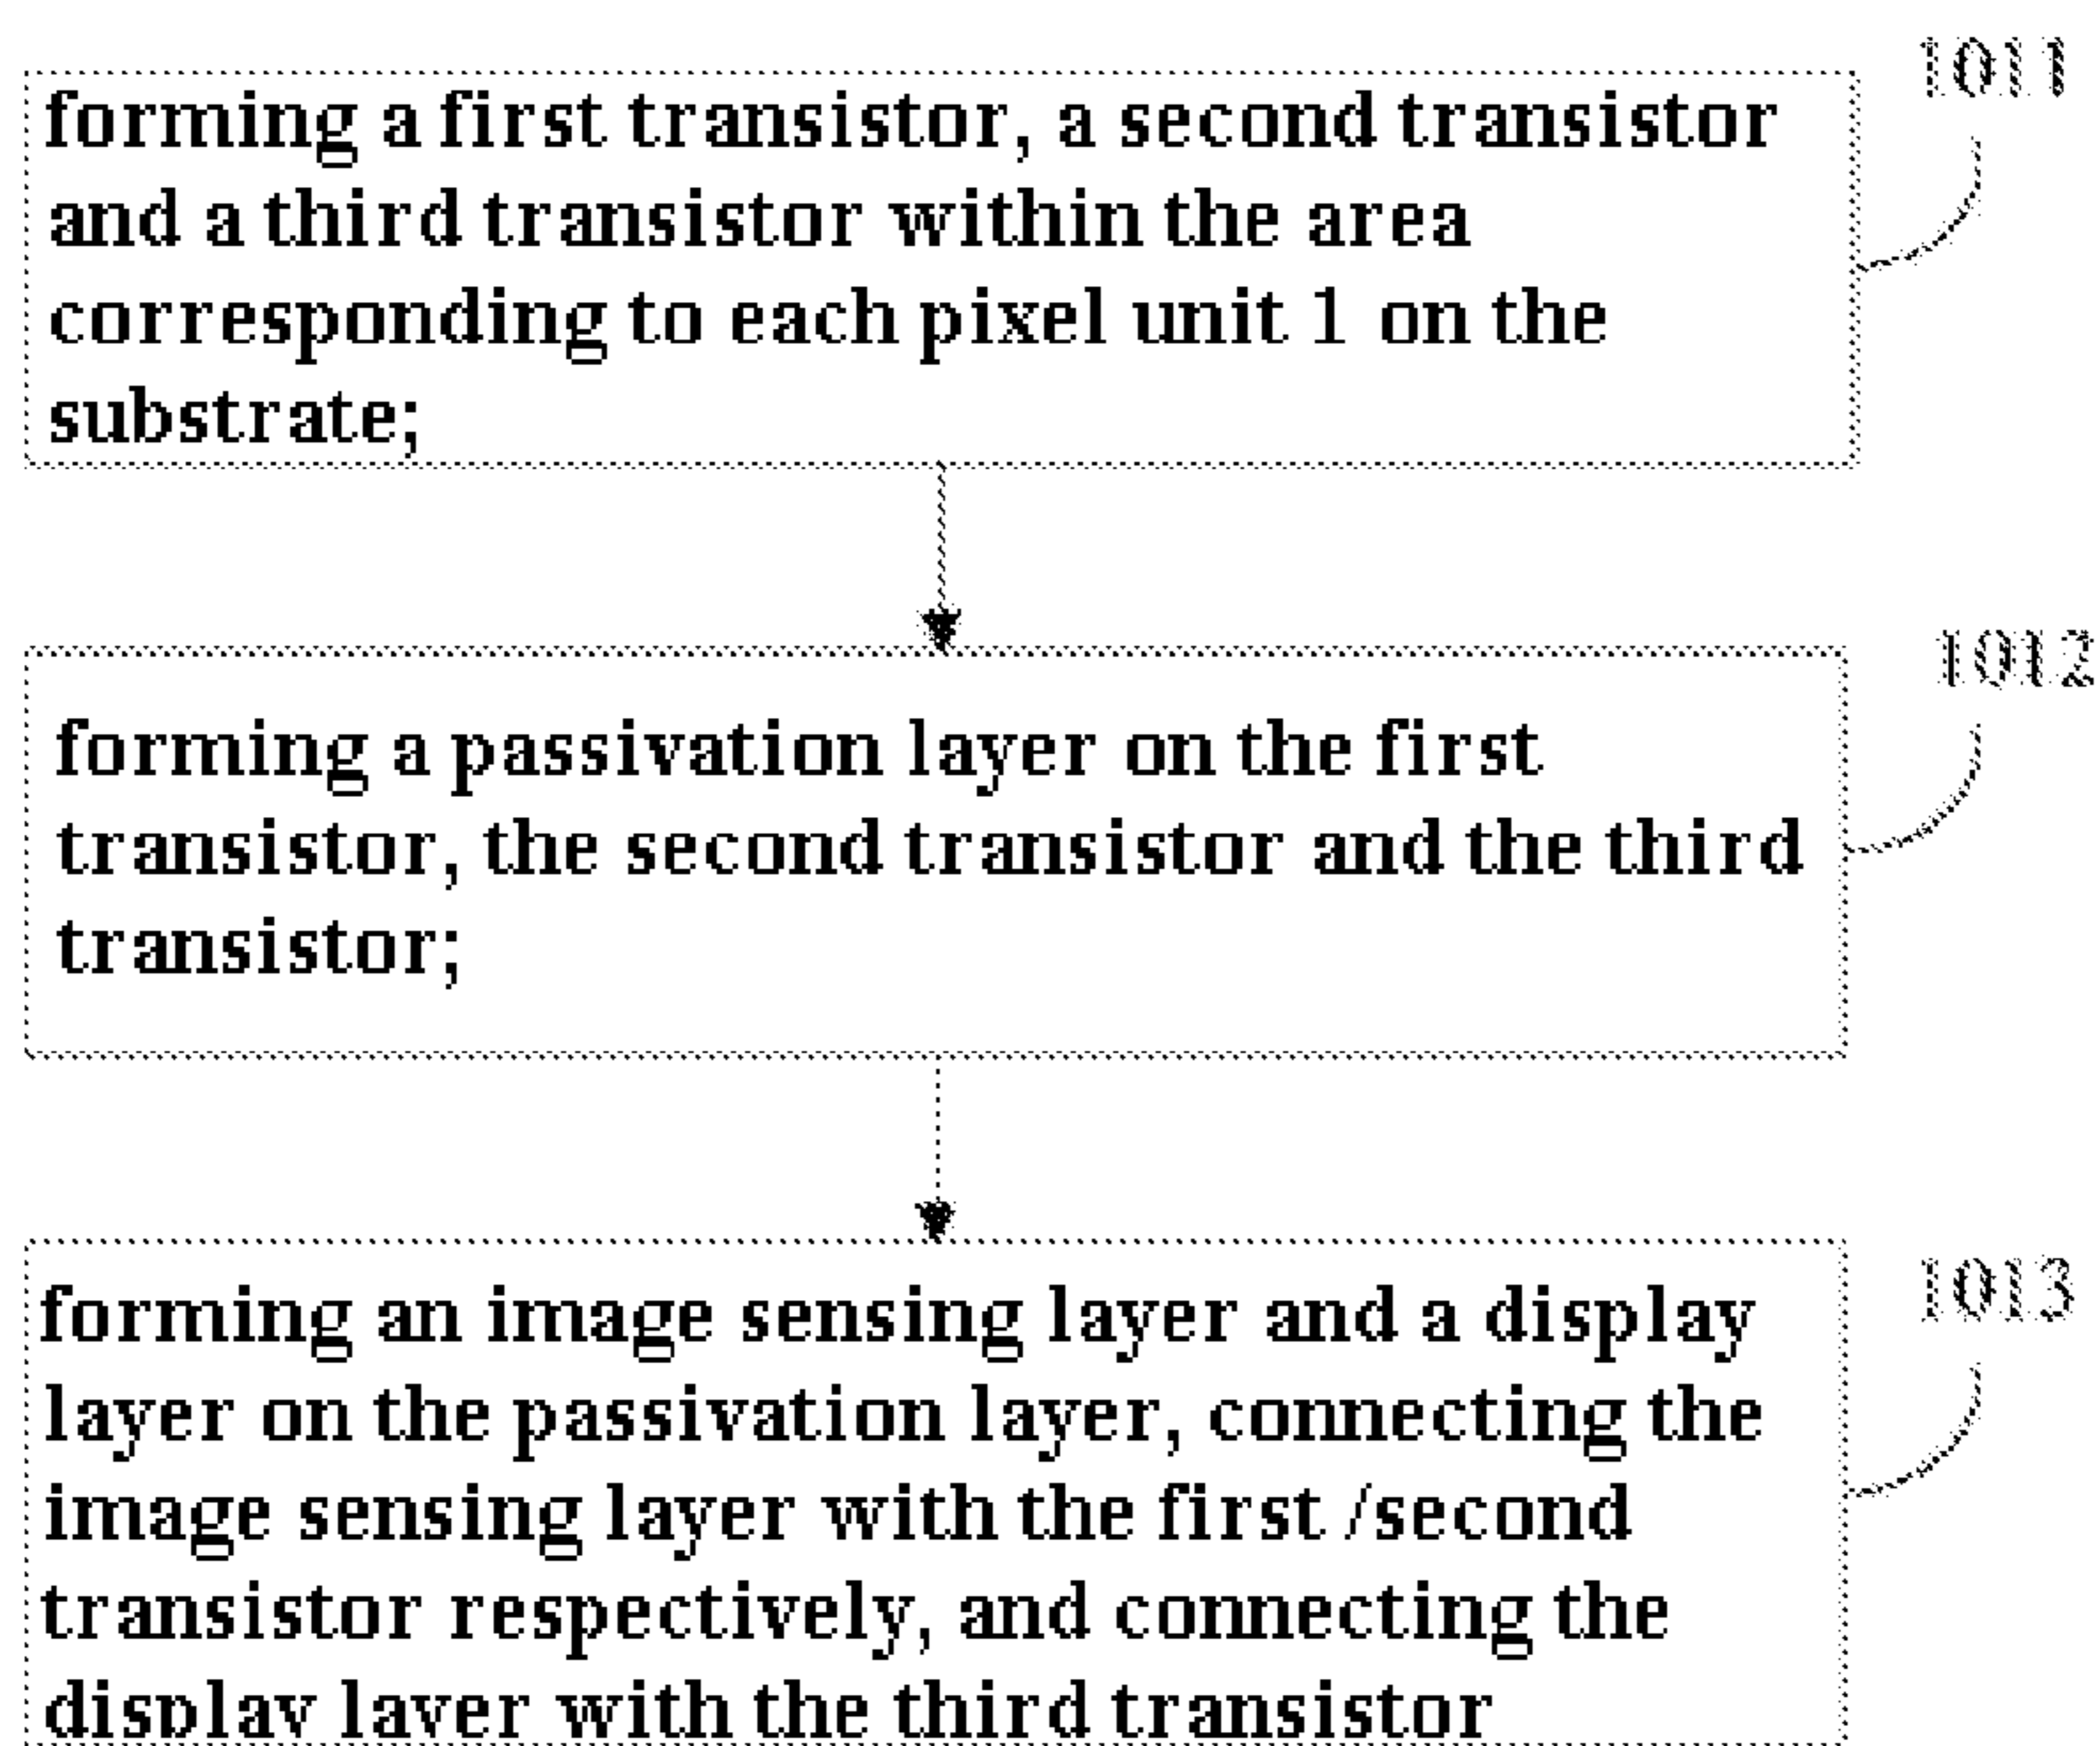 1011
forming a first transistor, a second transistor
and a third transistor within the area
corresponding to each pixel unit 1 on the
substrate;
1012
forming a passivation layer on the first
transistor, the second transistor and the third
transistor;
1013
forming an image sensing layer and a display
layer on the passivation layer, connecting the
image sensing layer with the first /second
transistor respectively, and connecting the
display layer with the third transistor